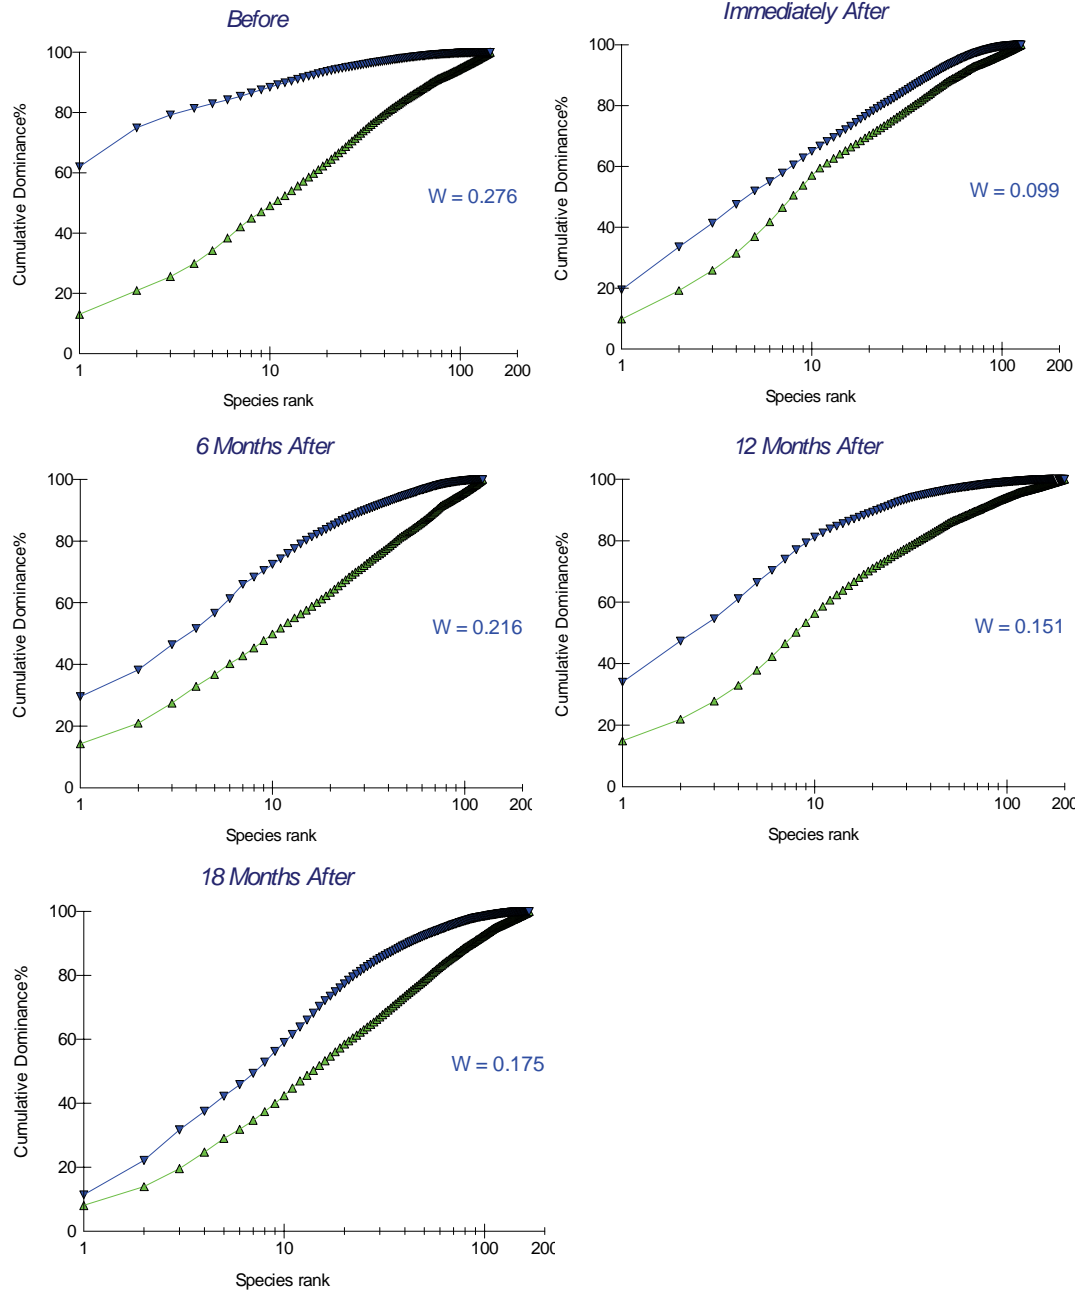 Before
100
80
60
40
20
0
Cumulative Dominance%
W = 0.276
1
10
100
200
Species rank
Immediately After
100
80
60
40
20
0
Cumulative Dominance%
W = 0.099
1
10
100
200
Species rank
6 Months After
100
80
60
40
20
0
Cumulative Dominance%
W = 0.216
1
10
100
200
Species rank
12 Months After
100
80
60
40
20
0
Cumulative Dominance%
W = 0.151
1
10
100
200
Species rank
18 Months After
100
80
60
40
20
0
Cumulative Dominance%
W = 0.175
1
10
100
200
Species rank